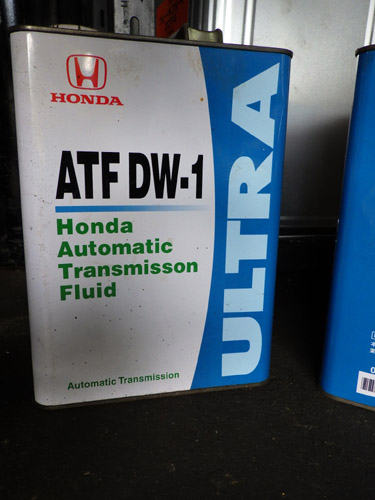 HONDA
ATF DW-1
Honda
Automatic
Transmisson
Fluid
Automatic Transmission
ULTRA